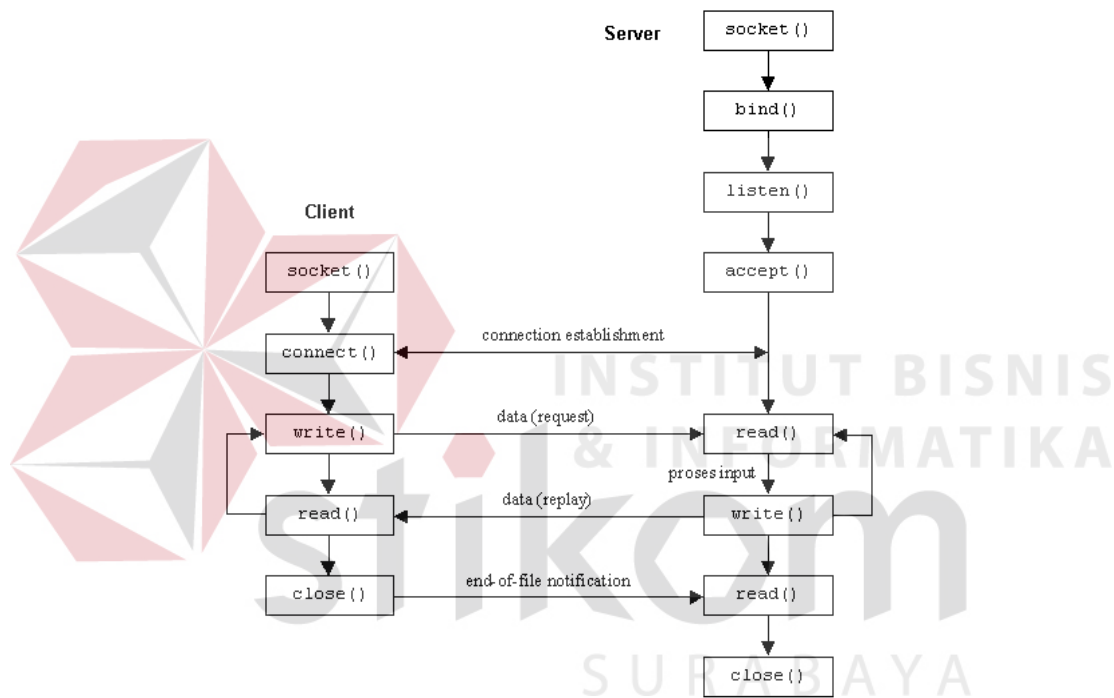 Server
socket()
bind()
listen()
Client
socket()
accept()
connection establishment
connect()
INSTITUT BISNIS
data (request)
write()
read()
& INFORMATIKA
proses input
data (replay)
read()
write()
stikom
end-of-file notification
close()
read()
SURABAYA
close()